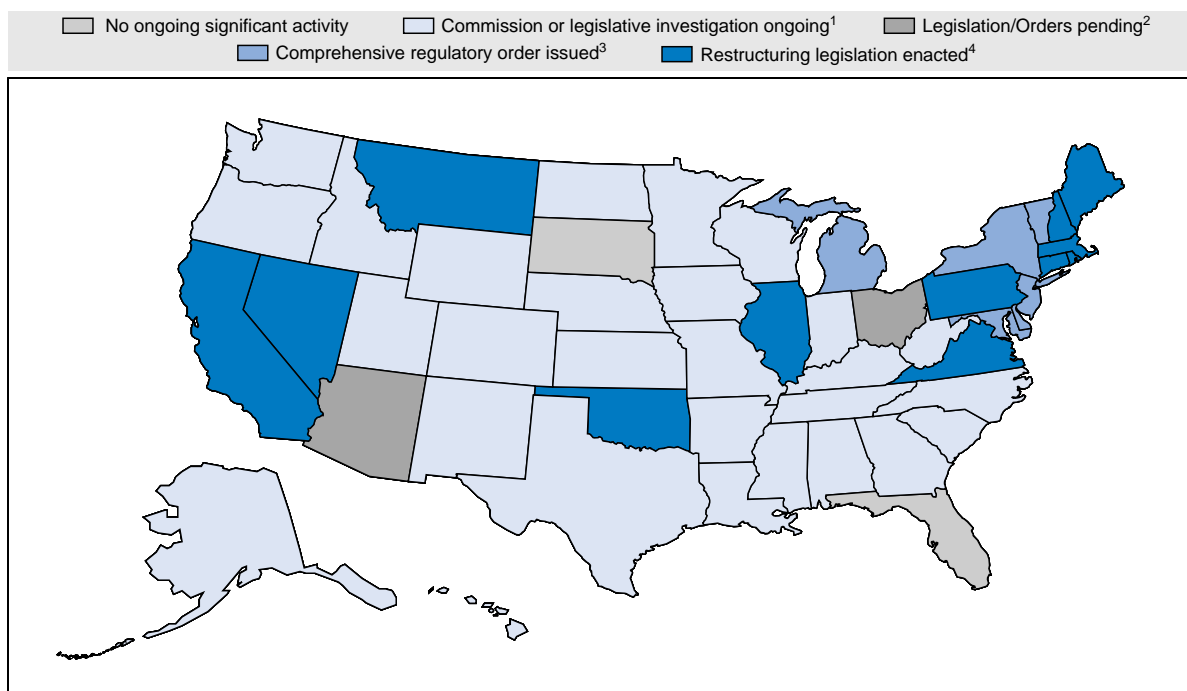 No ongoing significant activity Commission or legislative investigation ongoing1 Legislation/Orders pending2
Comprehensive regulatory order issued3 Restructuring legislation enacted4